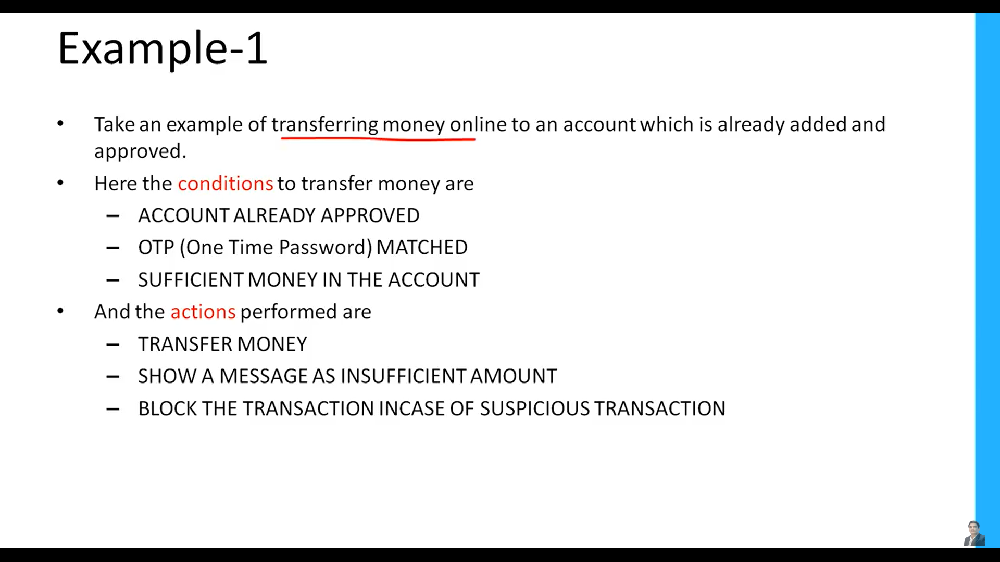 Example-1
• Take an example of transferring money online to an account which is already added and
approved.
• Here the conditions to transfer money are
– ACCOUNT ALREADY APPROVED
– OTP (One Time Password) MATCHED
– SUFFICIENT MONEY IN THE ACCOUNT
• And the actions performed are
– TRANSFER MONEY
– SHOW A MESSAGE AS INSUFFICIENT AMOUNT
– BLOCK THE TRANSACTION INCASE OF SUSPICIOUS TRANSACTION